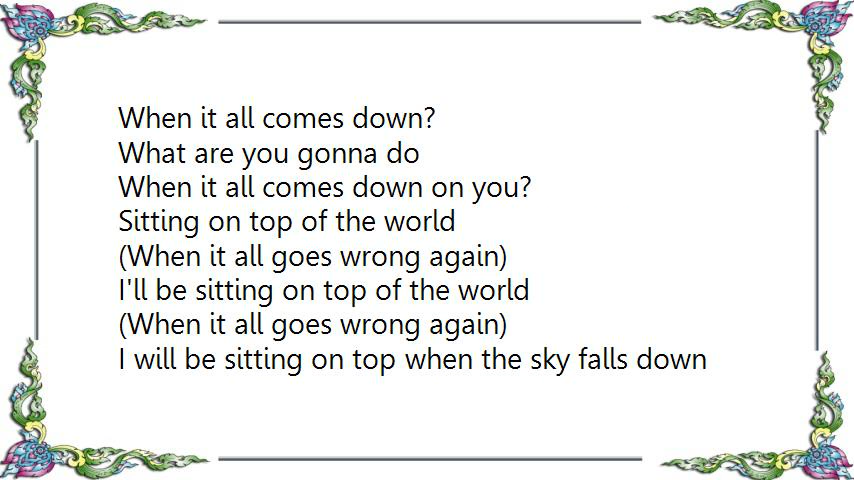 When it all comes down?
What are you gonna do
When it all comes down on you?
Sitting on top of the world
(When it all goes wrong again)
I'll be sitting on top of the world
(When it all goes wrong again)
I will be sitting on top when the sky falls down